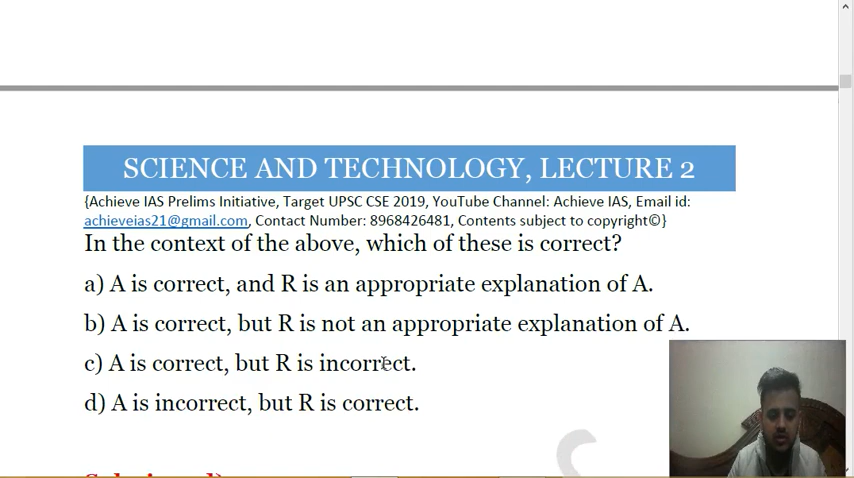 SCIENCE AND TECHNOLOGY, LECTURE 2
{Achieve IAS Prelims Initiative, Target UPSC CSE 2019, YouTube Channel: Achieve IAS, Email id:
achieveias21@gmail.com, Contact Number: 8968426481, Contents subject to copyright©}
In the context of the above, which of these is correct?
a) A is correct, and R is an appropriate explanation of A.
b) A is correct, but R is not an appropriate explanation of A.
c) A is correct, but R is incorrect.
d) A is incorrect, but R is correct.